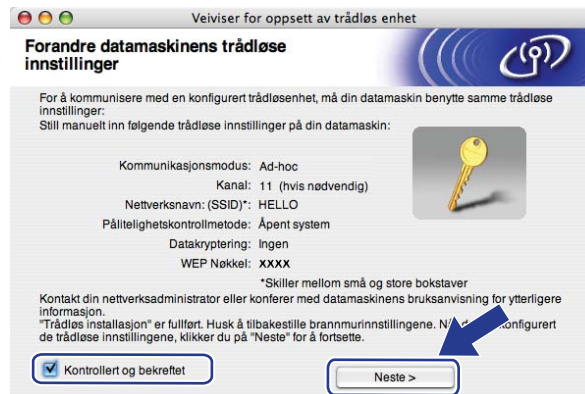 Veiviser for oppsett av trådløs enhet
Forandre datamaskinens trådløse
innstillinger
For å kommunisere med en konfigurert trådløsenhet, må din datamaskin benytte samme trådløse
innstillinger:
Still manuelt inn følgende trådløse innstillinger på din datamaskin:
Kommunikasjonsmodus: Ad-hoc
Kanal: 11 (hvis nødvendig)
Nettverksnavn: (SSID)*: HELLO
Pålitelighetskontrollmetode: Åpent system
Datakryptering: Ingen
WEP Nøkkel: XXXX
*Skiller mellom små og store bokstaver
Kontakt din nettverksadministrator eller konferer med datamaskinens bruksanvisning for ytterligere
informasjon.
"Trådløs installasjon" er fullført. Husk å tilbakestille brannmurinnstillingene. konfigurert
de trådløse innstillingene, klikker du på "Neste" for å fortsette.
Kontrollert og bekreftet
Neste >